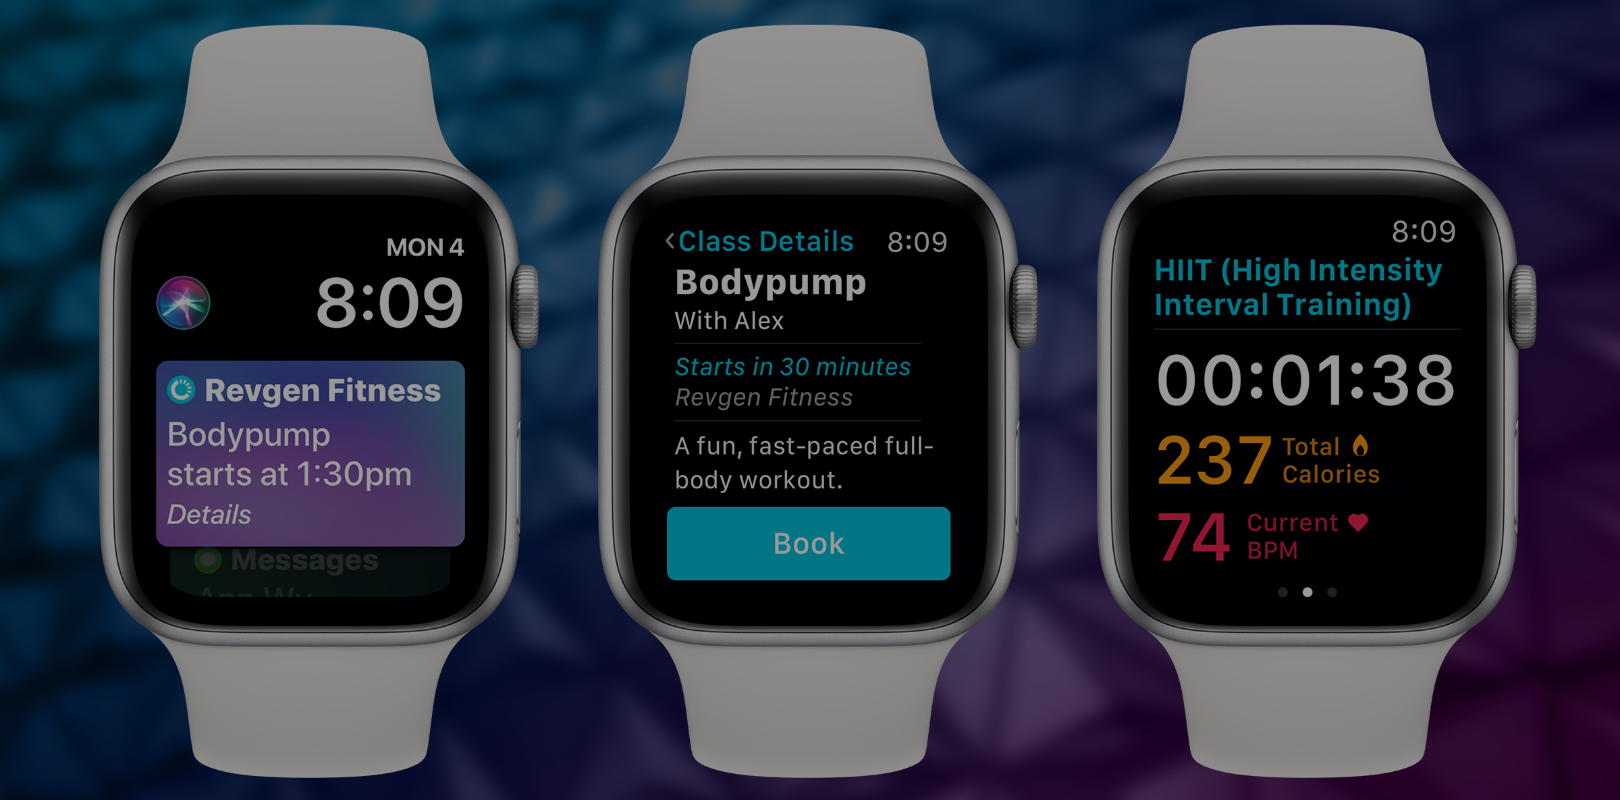 MON 4
8:09
Revgen Fitness
Bodypump
starts at 1:30pm
Details
Messages
<Class Details 8:09
Bodypump
With Alex
Starts in 30 minutes
Revgen Fitness
A fun, fast-paced full-
body workout.
Book
8:09
HIIT (High Intensity
Interval Training)
00:01:38
237 Total
Calories
74 Current
BPM